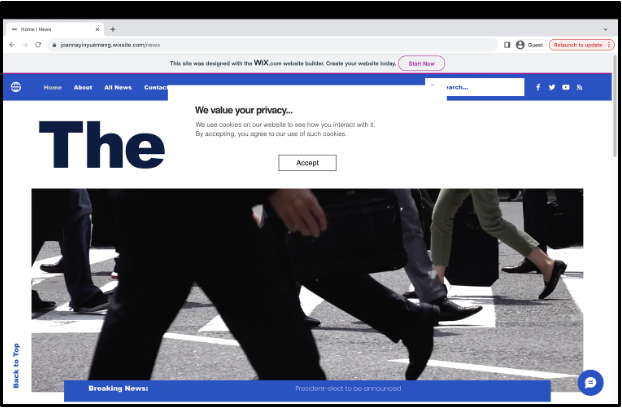 Home | News
joannayinyuemeng.wixsite.com/news
Guest
Relaunch to update
This site was designed with the WiX.com website builder. Create your website today.
Start Now
Home About All News Contact
We value your privacy...
We use cookies on our website to see how you interact with it.
By accepting, you agree to our use of such cookies.
Accept
The
Back to Top
Breaking News:
President-elect to be announced